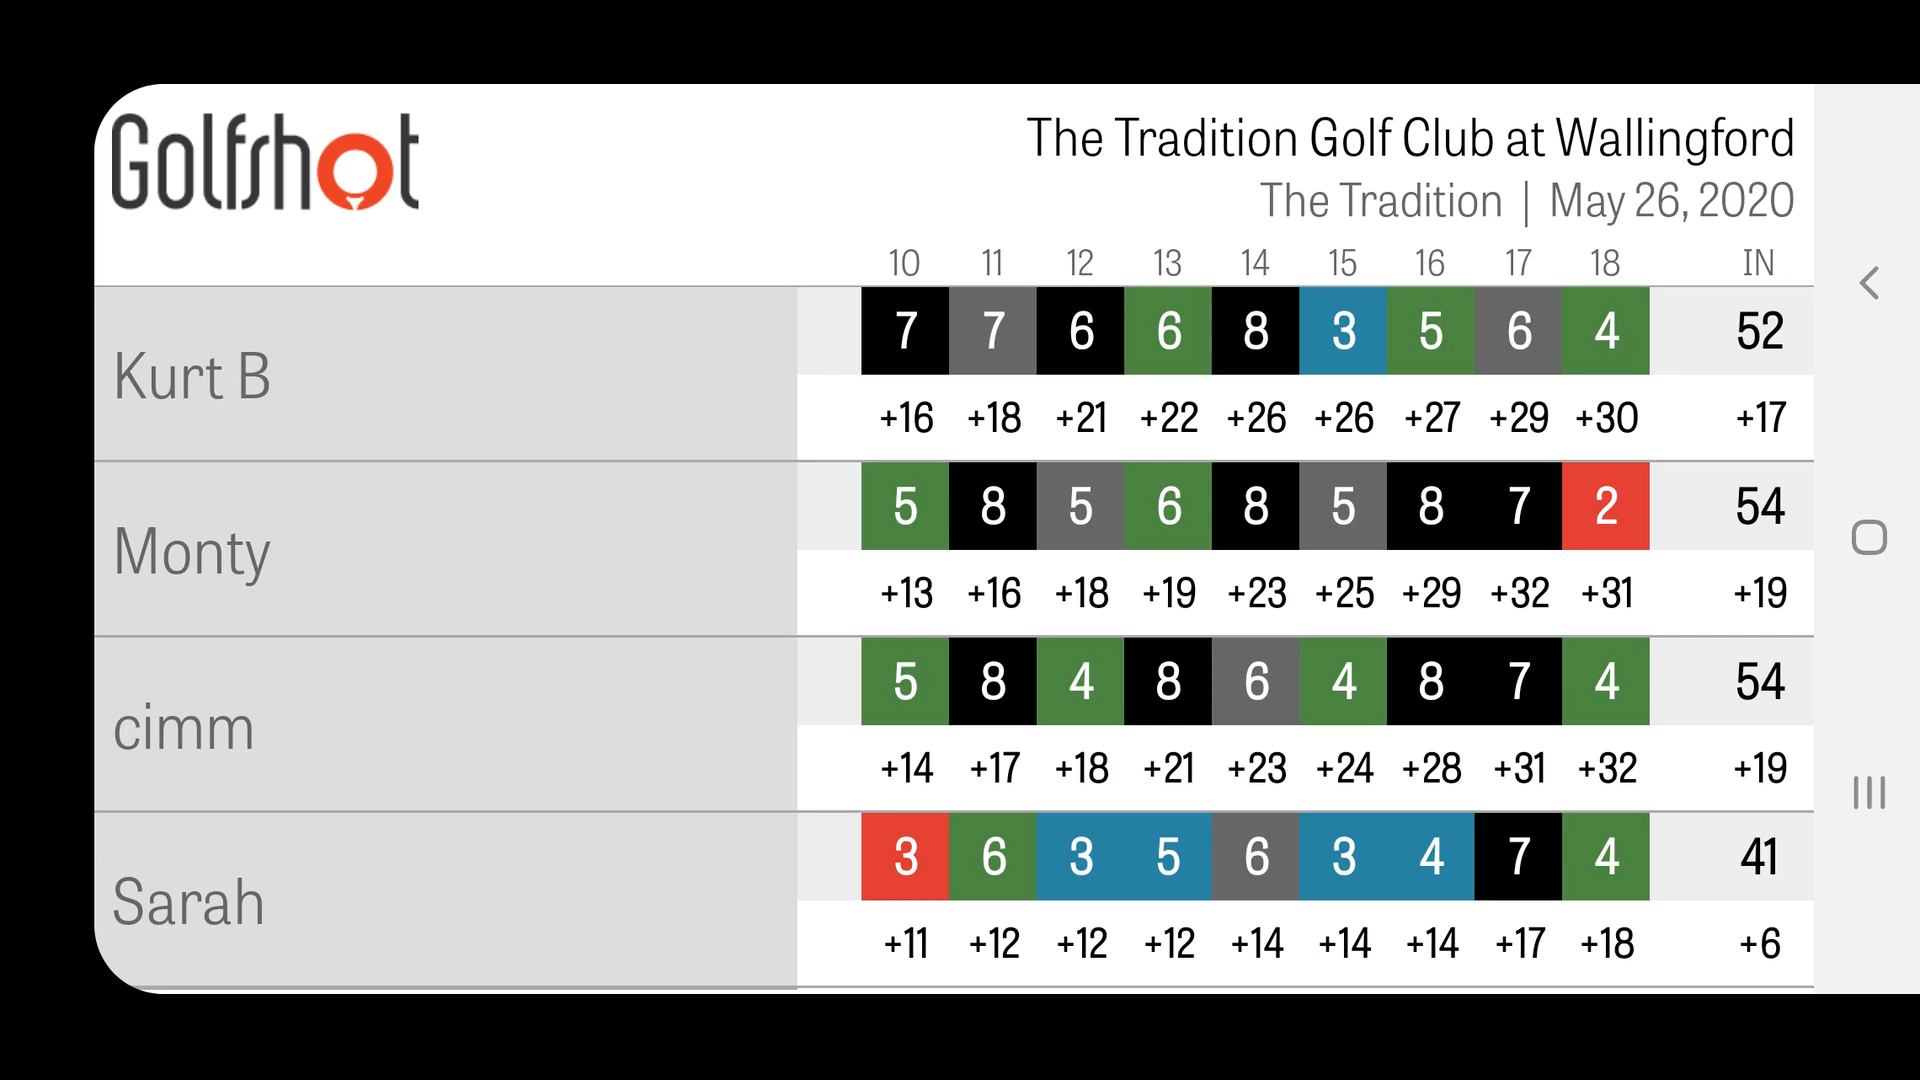 Golfshot
The Tradition Golf Club at Wallingford
The Tradition | May 26, 2020
10 11 12 13 14 15 16 17 18 IN
Kurt B
7 7 6 6 8 3 5 6 4 52
+16 +18 +21 +22 +26 +26 +27 +29 +30 +17
Monty
5 8 5 6 8 5 8 7 2 54
+13 +16 +18 +19 +23 +25 +29 +32 +31 +19
cimm
5 8 4 8 6 4 8 7 4 54
+14 +17 +18 +21 +23 +24 +28 +31 +32 +19
Sarah
3 6 3 5 6 3 4 7 4 41
+11 +12 +12 +12 +14 +14 +14 +17 +18 +6